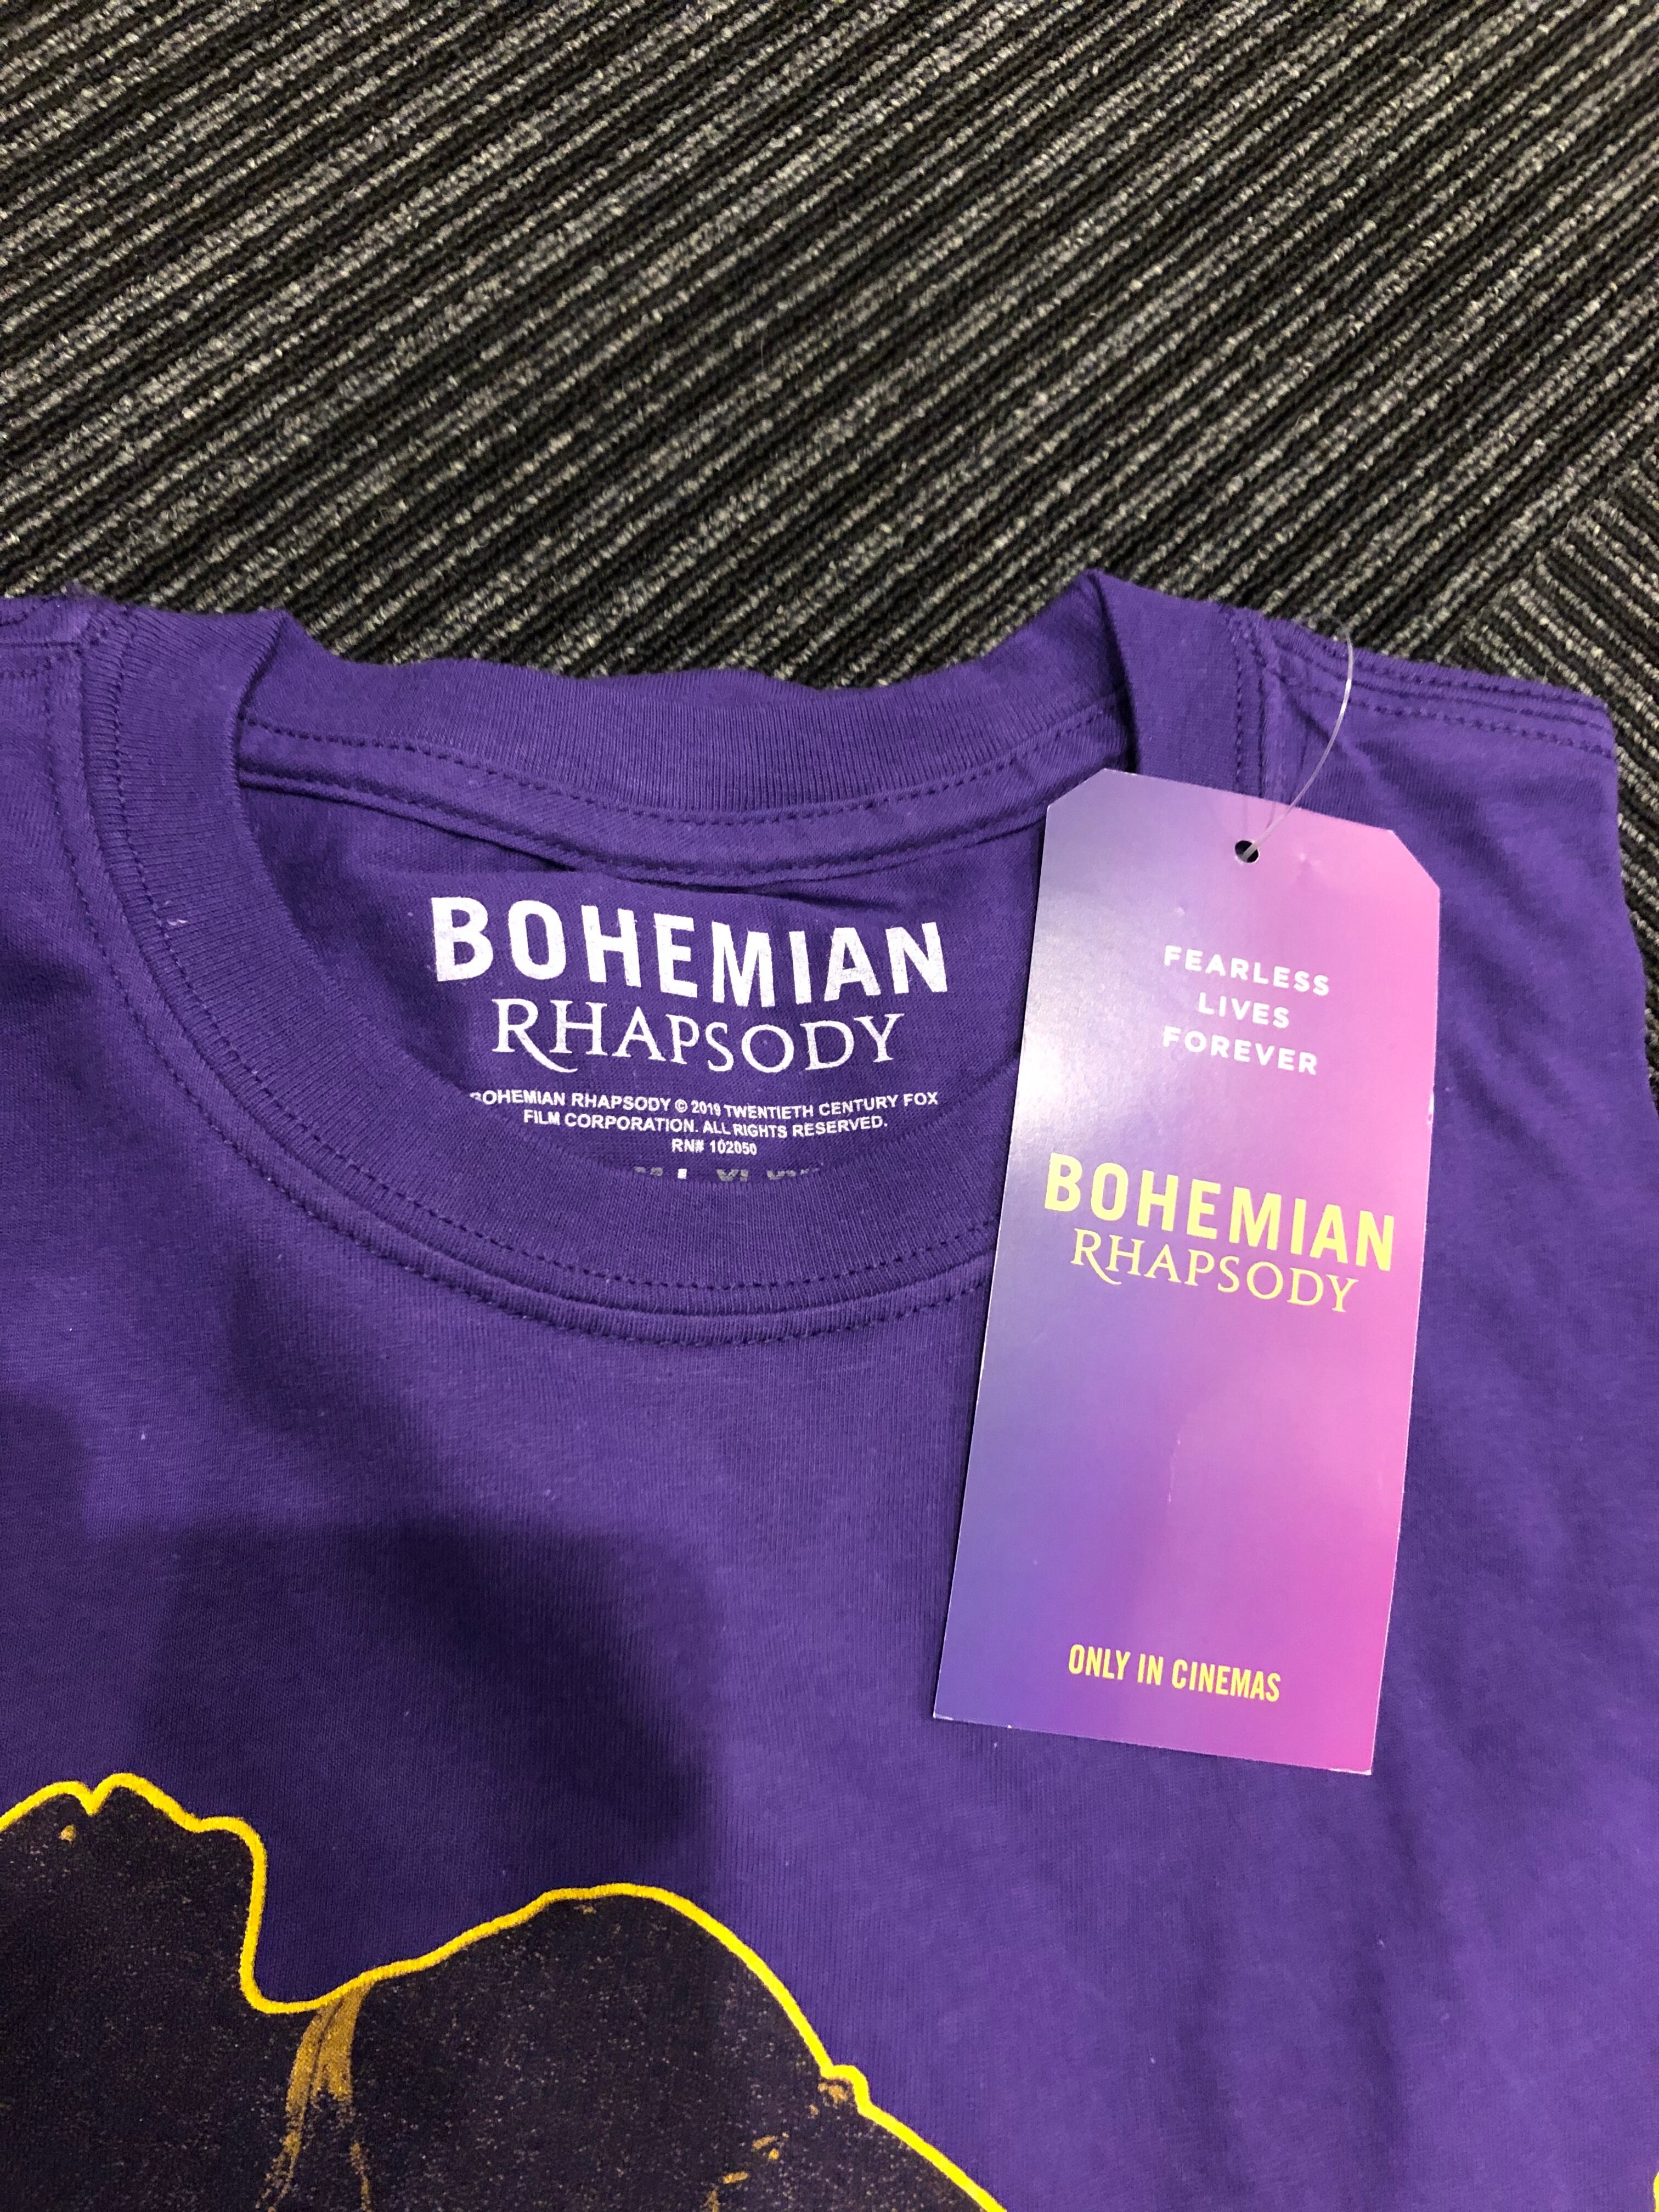 BOHEMIAN
RHAPSODY
BOHEMIAN RHAPSODY © 2019 TWENTIETH CENTURY FOX
FILM CORPORATION. ALL RIGHTS RESERVED.
RN# 102050
FEARLESS
LIVES
FOREVER
BOHEMIAN
RHAPSODY
ONLY IN CINEMAS